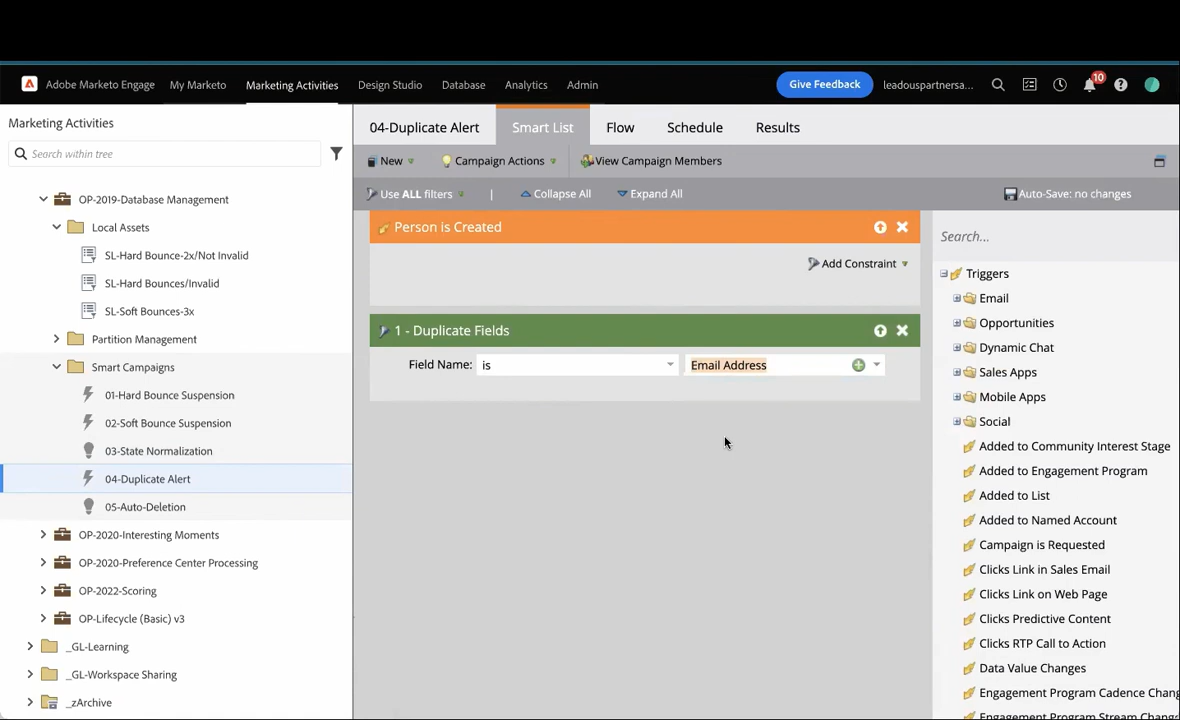 Adobe Marketo Engage My Marketo Marketing Activities Design Studio Database Analytics Admin Give Feedback leadouspartnersa... 10
Marketing Activities
Search within tree
OP-2019-Database Management
Local Assets
SL-Hard Bounce-2x/Not Invalid
SL-Hard Bounces/Invalid
SL-Soft Bounces-3x
Partition Management
Smart Campaigns
01-Hard Bounce Suspension
02-Soft Bounce Suspension
03-State Normalization
04-Duplicate Alert
05-Auto-Deletion
OP-2020-Interesting Moments
OP-2020-Preference Center Processing
OP-2022-Scoring
OP-Lifecycle (Basic) v3
_GL-Learning
_GL-Workspace Sharing
_zArchive
04-Duplicate Alert Smart List Flow Schedule Results
New Campaign Actions View Campaign Members
Use ALL filters | Collapse All Expand All Auto-Save: no changes
Person is Created
Add Constraint
1 - Duplicate Fields
Field Name: is Email Address
Search...
Triggers
Email
Opportunities
Dynamic Chat
Sales Apps
Mobile Apps
Social
Added to Community Interest Stage
Added to Engagement Program
Added to List
Added to Named Account
Campaign is Requested
Clicks Link in Sales Email
Clicks Link on Web Page
Clicks Predictive Content
Clicks RTP Call to Action
Data Value Changes
Engagement Program Cadence Chang
Engagement Program Stream Change